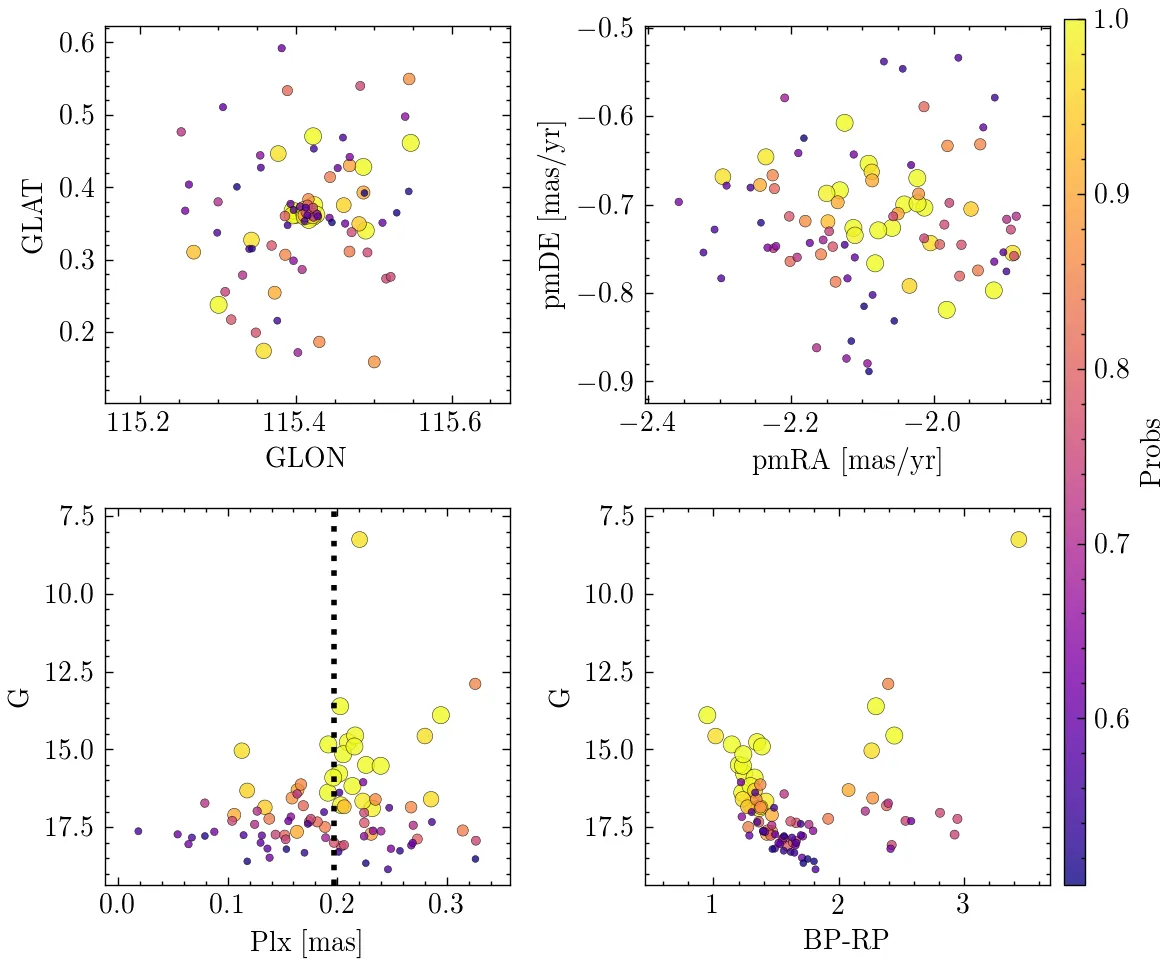 0.6
0.5
0.4
0.3
0.2
GLAT
115.2 115.4 115.6
GLON
−0.5
−0.6
−0.7
−0.8
−0.9
pmDE [mas/yr]
−2.4 −2.2 −2.0
pmRA [mas/yr]
7.5
10.0
12.5
15.0
17.5
G
0.0 0.1 0.2 0.3
Plx [mas]
7.5
10.0
12.5
15.0
17.5
G
1 2 3
BP-RP
1.0
0.9
0.8
0.7
0.6
Probs